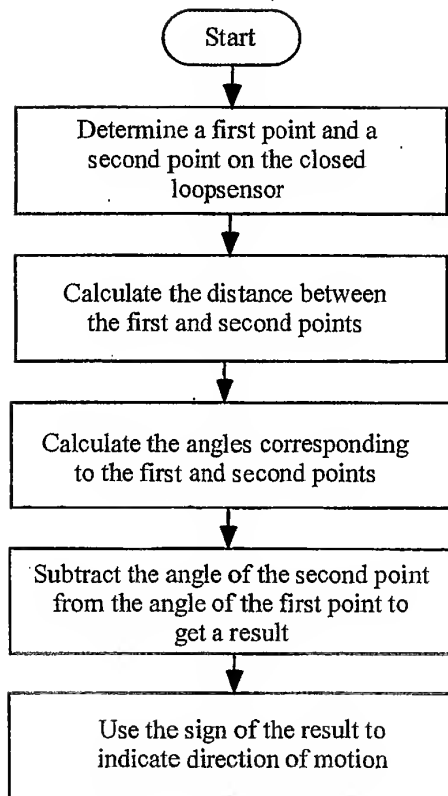 Start
Determine a first point and a
second point on the closed
loopsensor
Calculate the distance between
the first and second points
Calculate the angles corresponding
to the first and second points
Subtract the angle of the second point
from the angle of the first point to
get a result
Use the sign of the result to
indicate direction of motion